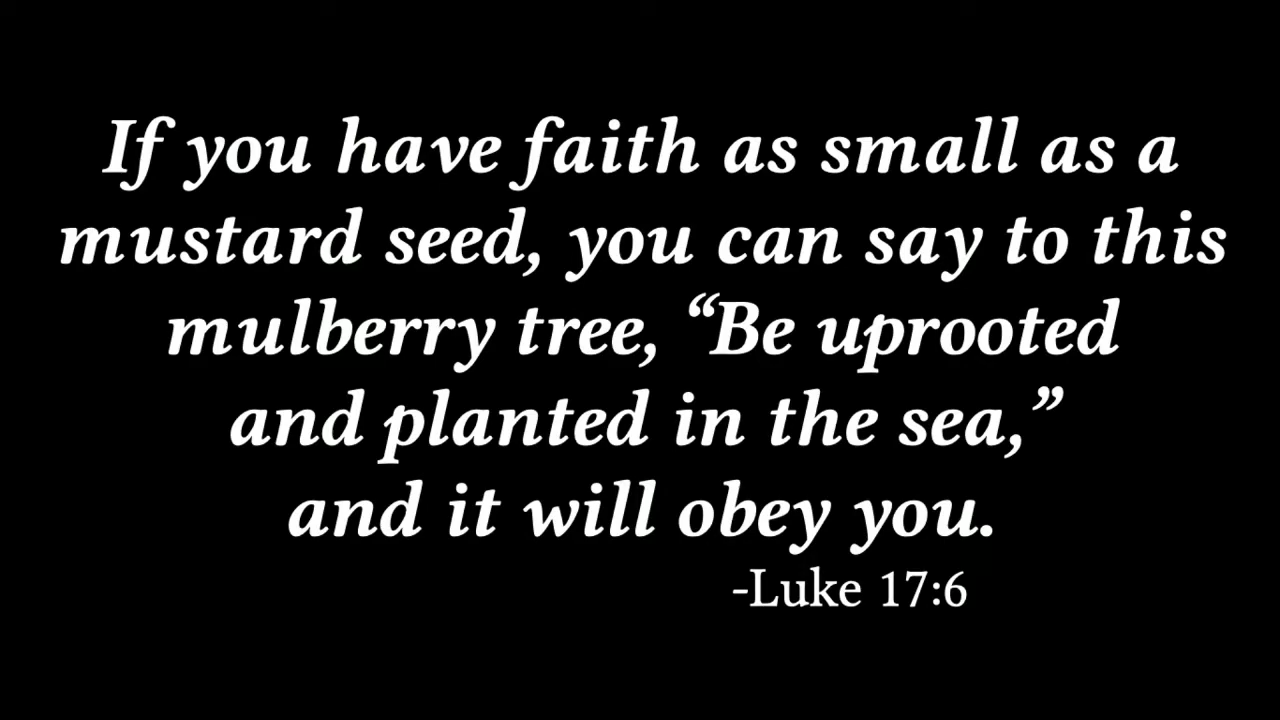 If you have faith as small as a
mustard seed, you can say to this
mulberry tree, “Be uprooted
and planted in the sea,”
and it will obey you.
-Luke 17:6